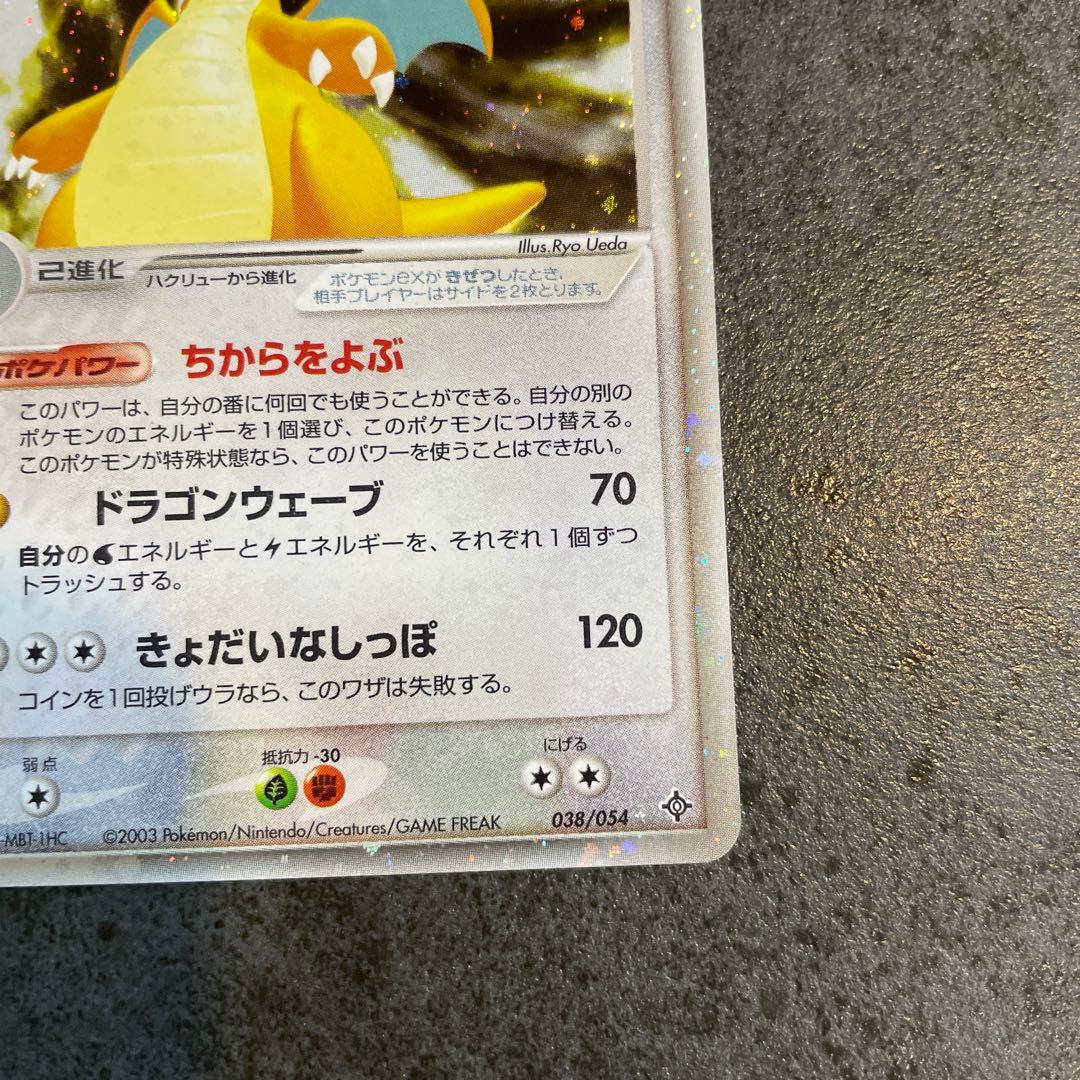 Illus.Ryo Ueda
己進化
ハクリューから進化
ポケモンexが きぜつしたとき、
相手プレイヤーはサイドを2枚とります。
ポケパワー ちからをよぶ
このパワーは、自分の番に何回でも使うことができる。自分の別の
ポケモンのエネルギーを1個選び、このポケモンにつけ替える。
このポケモンが特殊状態なら、このパワーを使うことはできない。
ドラゴンウェーブ 70
自分のエネルギーとエネルギーを、それぞれ1個ずつ
トラッシュする。
きょだいなしっぽ 120
コインを1回投げウラなら、このワザは失敗する。
弱点 抵抗力 -30 にげる
-MBT-1HC ©2003 Pokémon/Nintendo/Creatures/GAME FREAK 038/054